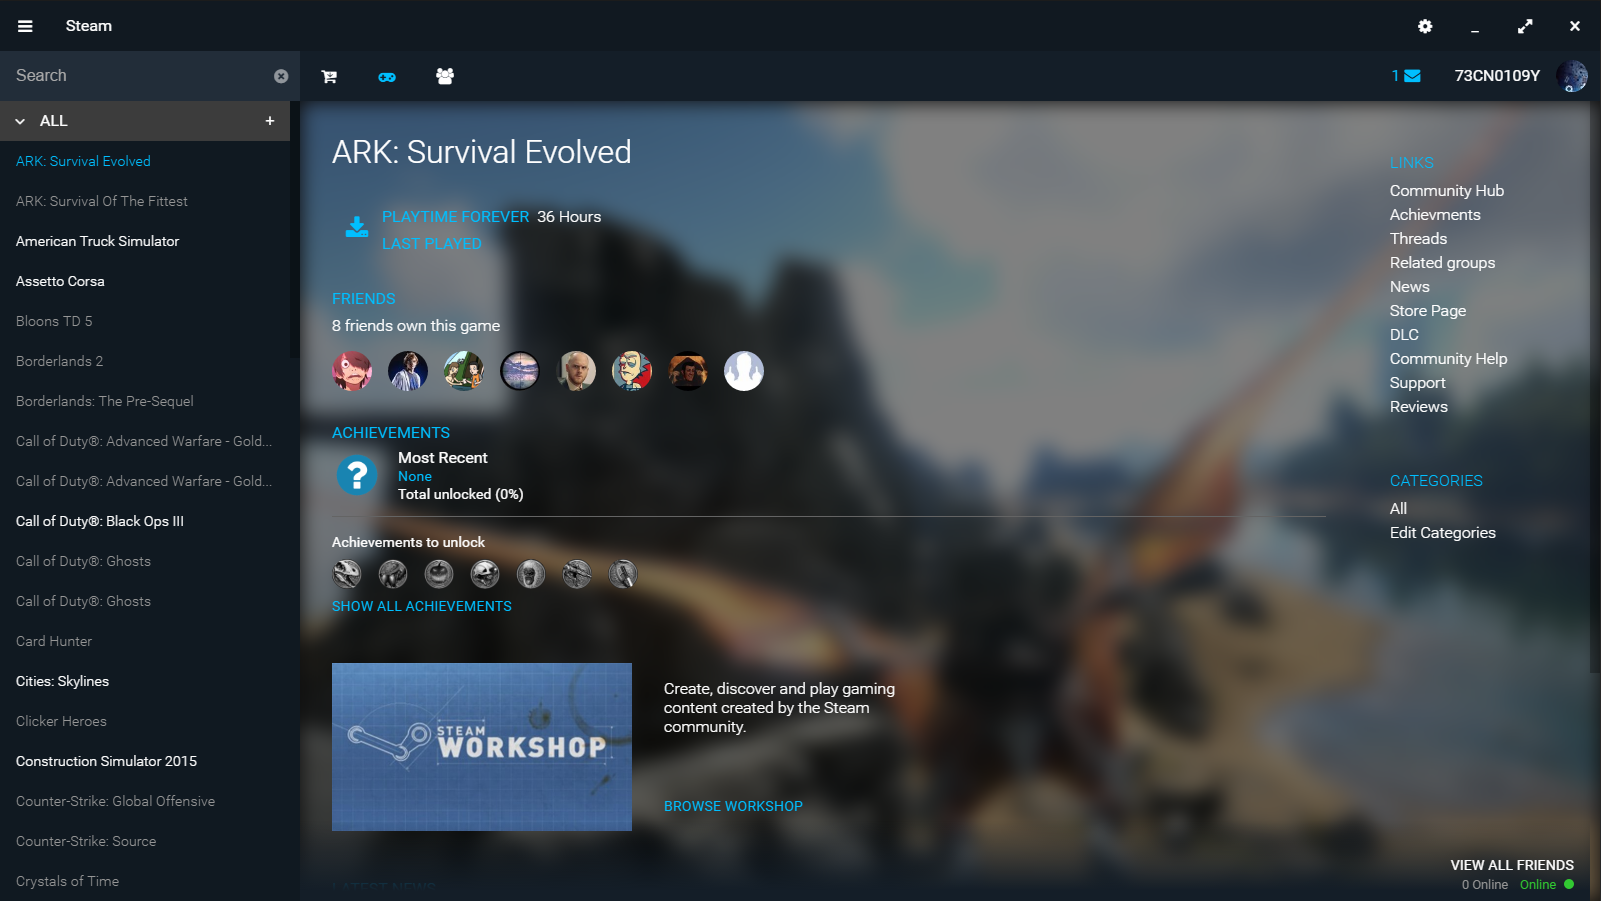 Steam
Search
1
73CN0109Y
ALL
ARK: Survival Evolved
ARK: Survival Of The Fittest
American Truck Simulator
Assetto Corsa
Bloons TD 5
Borderlands 2
Borderlands: The Pre-Sequel
Call of Duty®: Advanced Warfare - Gold...
Call of Duty®: Advanced Warfare - Gold...
Call of Duty®: Black Ops III
Call of Duty®: Ghosts
Call of Duty®: Ghosts
Card Hunter
Cities: Skylines
Clicker Heroes
Construction Simulator 2015
Counter-Strike: Global Offensive
Counter-Strike: Source
Crystals of Time
ARK: Survival Evolved
PLAYTIME FOREVER 36 Hours
LAST PLAYED
FRIENDS
8 friends own this game
ACHIEVEMENTS
Most Recent
None
Total unlocked (0%)
Achievements to unlock
SHOW ALL ACHIEVEMENTS
STEAM
WORKSHOP
Create, discover and play gaming
content created by the Steam
community.
BROWSE WORKSHOP
LATEST NEWS
LINKS
Community Hub
Achievments
Threads
Related groups
News
Store Page
DLC
Community Help
Support
Reviews
CATEGORIES
All
Edit Categories
VIEW ALL FRIENDS
0 Online Online